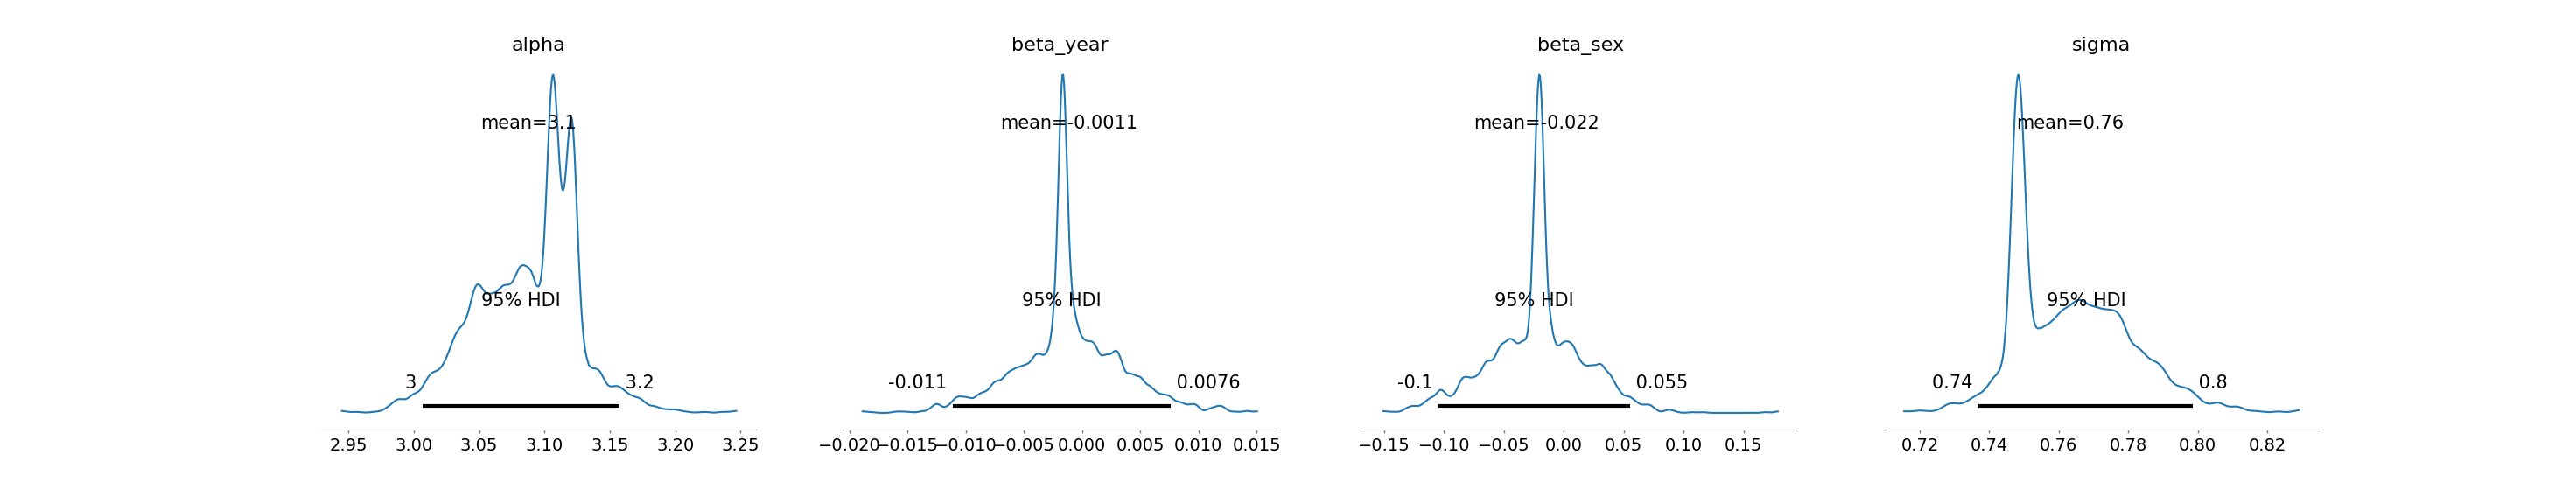 alpha
beta_year
beta_sex
sigma
mean=3.1
mean=-0.0011
mean=-0.022
mean=0.76
95% HDI
95% HDI
95% HDI
95% HDI
3
3.2
-0.011
0.0076
-0.1
0.055
0.74
0.8
2.95 3.00 3.05 3.10 3.15 3.20 3.25
−0.020 −0.015 −0.010 −0.005 0.000 0.005 0.010 0.015
−0.15 −0.10 −0.05 0.00 0.05 0.10 0.15
0.72 0.74 0.76 0.78 0.80 0.82